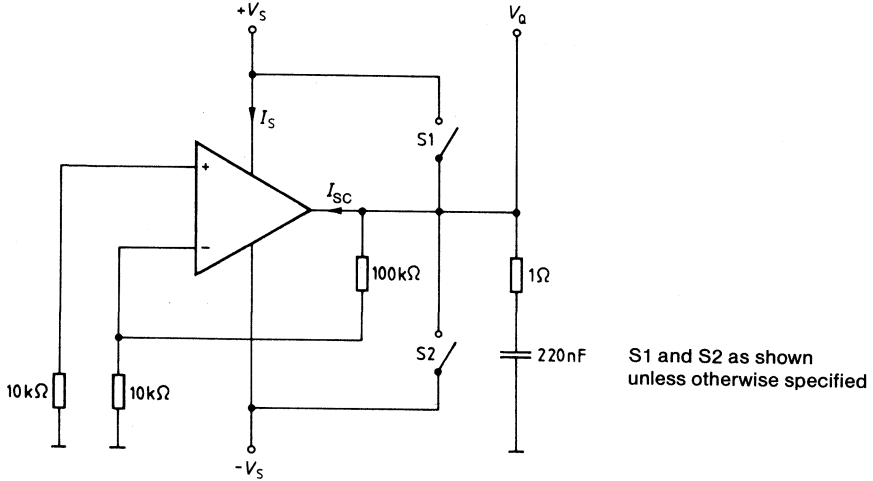 +V_S
V_Q
I_S
S1
+
I_SC
−
100kΩ
1Ω
S2
220nF
S1 and S2 as shown
unless otherwise specified
10kΩ
10kΩ
-V_S